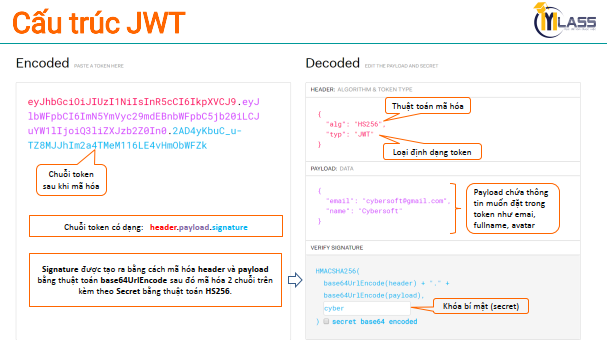 Cấu trúc JWT
YLASS
Encoded PASTE A TOKEN HERE
eyJhbGciOiJIUzI1NiIsInR5cCI6IkpXVCJ9.eyJ
lbWFpbCI6ImN5YmVyc29mdEBnbWFpbC5jb20iLCJ
uYW1lIjoiQ3liZXJzb2Z0In0.2AD4yKbuC_u-
TZ8MJJhIm2a4TMeM116LE4vHmObWFZk
Chuỗi token
sau khi mã hóa
Chuỗi token có dạng: header.payload.signature
Signature được tạo ra bằng cách mã hóa header và payload
bằng thuật toán base64UrlEncode sau đó mã hóa 2 chuỗi trên
kèm theo Secret bằng thuật toán HS256.
Decoded EDIT THE PAYLOAD AND SECRET
HEADER: ALGORITHM & TOKEN TYPE
{
"alg": "HS256",
"typ": "JWT"
}
Thuật toán mã hóa
Loại định dạng token
PAYLOAD: DATA
{
"email": "cybersoft@gmail.com",
"name": "Cybersoft"
}
Payload chứa thông
tin muốn đặt trong
token như emai,
fullname, avatar
VERIFY SIGNATURE
HMACSHA256(
base64UrlEncode(header) + "." +
base64UrlEncode(payload),
cyber
) secret base64 encoded
Khóa bí mật (secret)